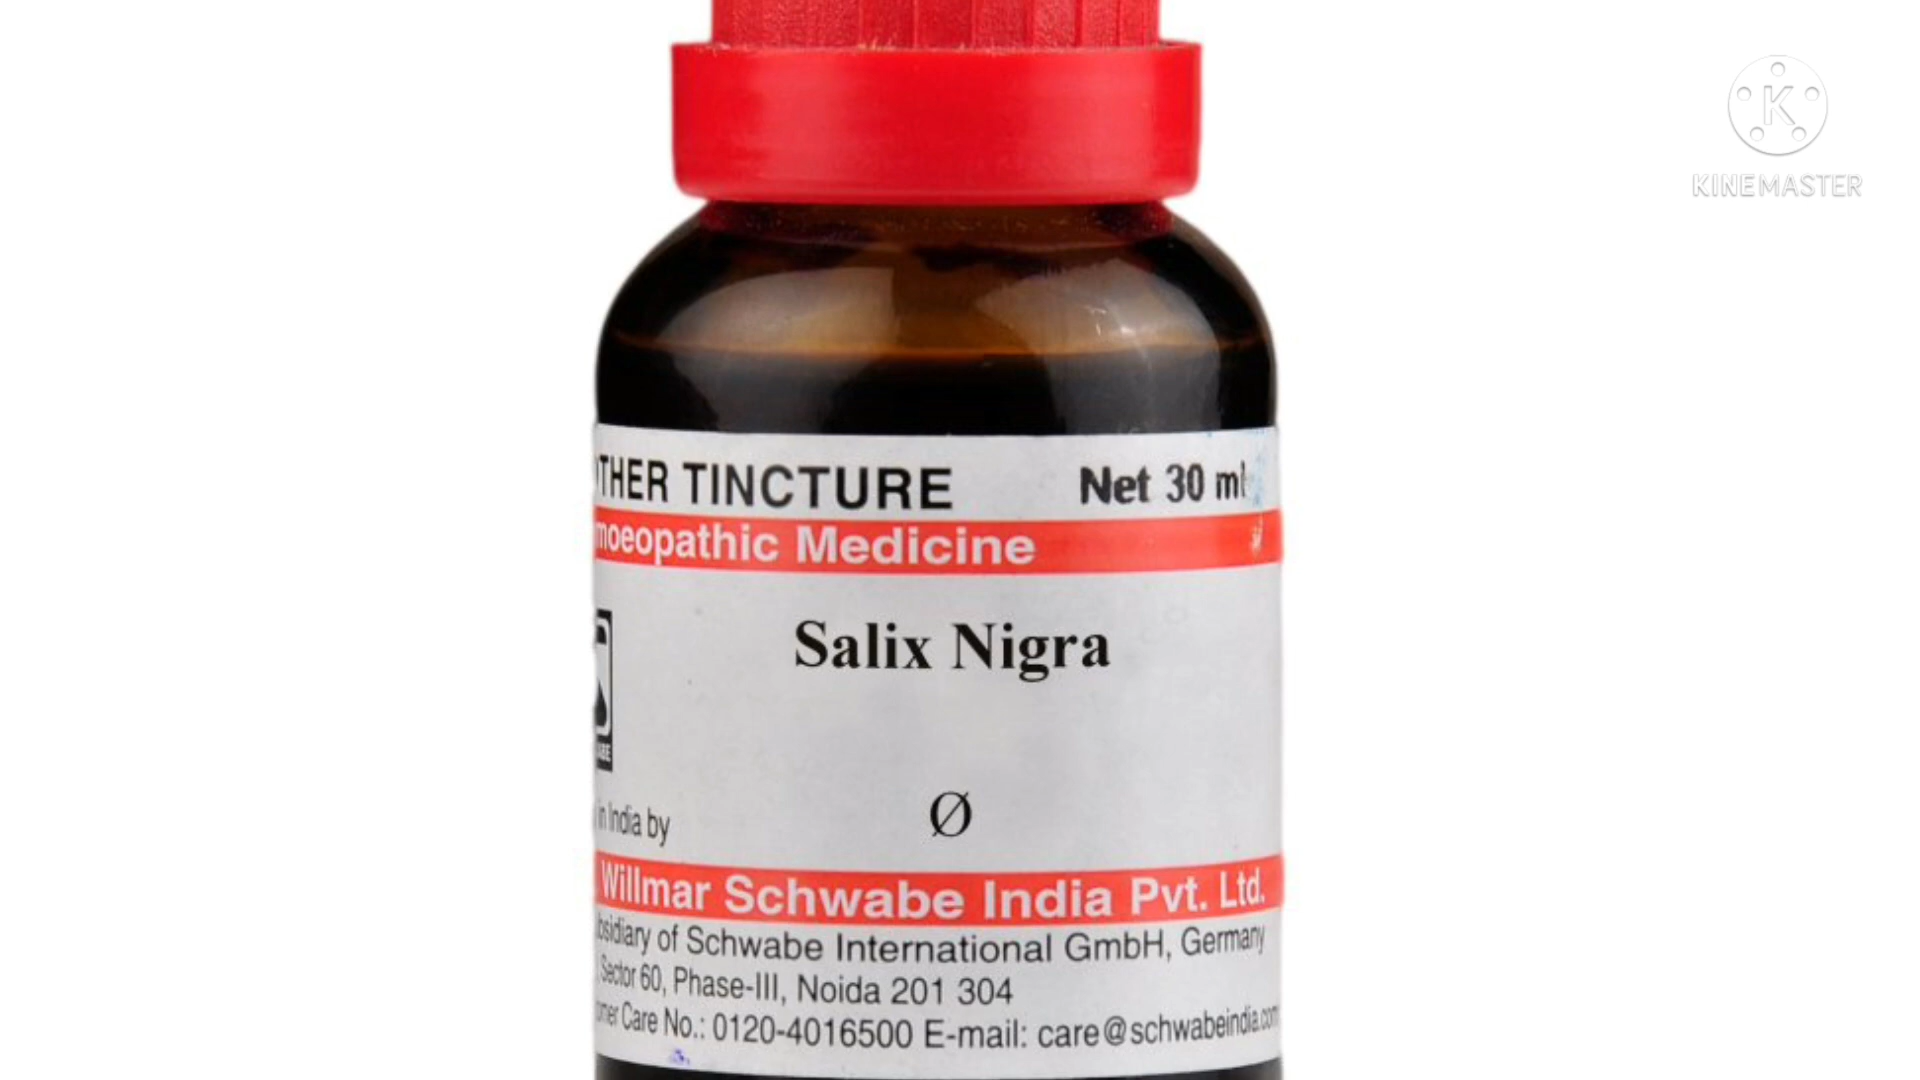 KINEMASTER
OTHER TINCTURE Net 30 ml
moeopathic Medicine
Salix Nigra
Ø
in India by
Willmar Schwabe India Pvt. Ltd.
bsidiary of Schwabe International GmbH, Germany
Sector 60, Phase-III, Noida 201 304
omer Care No.: 0120-4016500 E-mail: care@schwabeindia.com